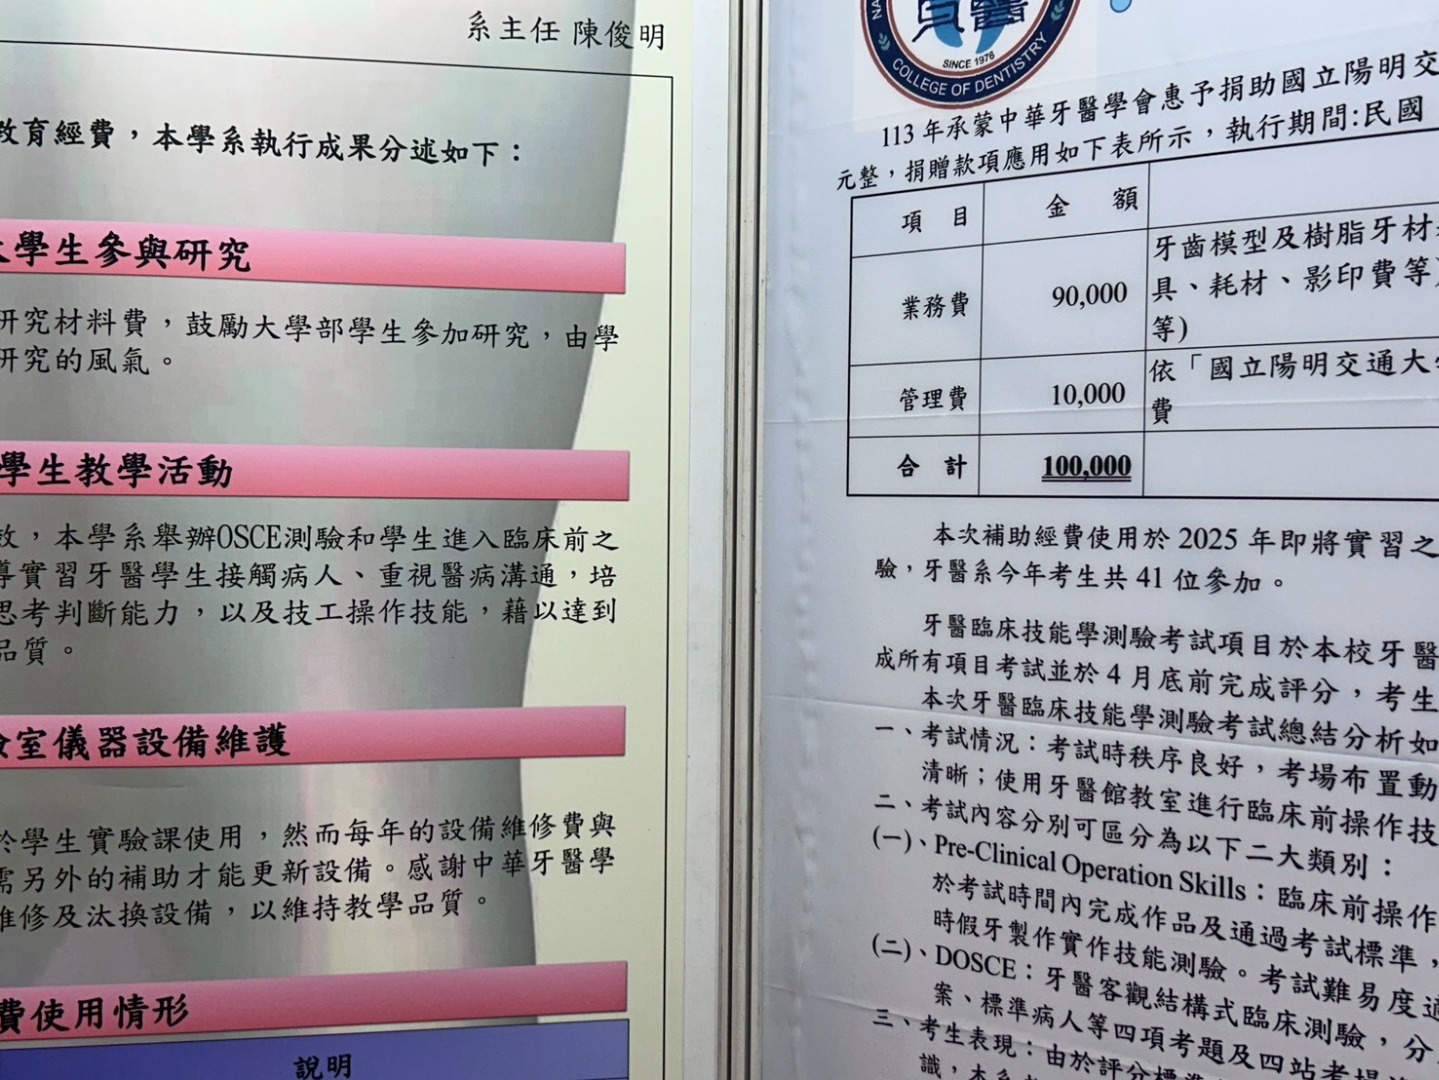 系主任 陳俊明
教育經費，本學系執行成果分述如下：
學生參與研究
研究材料費，鼓勵大學部學生參加研究，由學
研究的風氣。
學生教學活動
效，本學系舉辦OSCE測驗和學生進入臨床前之
導實習牙醫學生接觸病人、重視醫病溝通，培
思考判斷能力，以及技工操作技能，藉以達到
品質。
室儀器設備維護
於學生實驗課使用，然而每年的設備維修費與
需另外的補助才能更新設備。感謝中華牙醫學
維修及汰換設備，以維持教學品質。
費使用情形
說明
SINCE 1976
COLLEGE OF DENTISTRY
113 年承蒙中華牙醫學會惠予捐助國立陽明交
元整，捐贈款項應用如下表所示，執行期間:民國
項 目 金 額
業務費 90,000 牙齒模型及樹脂牙材
具、耗材、影印費等)
等)
管理費 10,000 依「國立陽明交通大
費
合 計 100,000
本次補助經費使用於 2025 年即將實習之
驗，牙醫系今年考生共 41 位參加。
牙醫臨床技能學測驗考試項目於本校牙醫
成所有項目考試並於 4 月底前完成評分，考生
本次牙醫臨床技能學測驗考試總結分析如
一、考試情況：考試時秩序良好，考場布置動
清晰；使用牙醫館教室進行臨床前操作技
二、考試內容分別可區分為以下二大類別：
(一)、Pre-Clinical Operation Skills：臨床前操作
於考試時間內完成作品及通過考試標準，
時假牙製作實作技能測驗。考試難易度適
(二)、DOSCE：牙醫客觀結構式臨床測驗，分
案、標準病人等四項考題及四站考場
三、考生表現：由於評分標準
識，本系